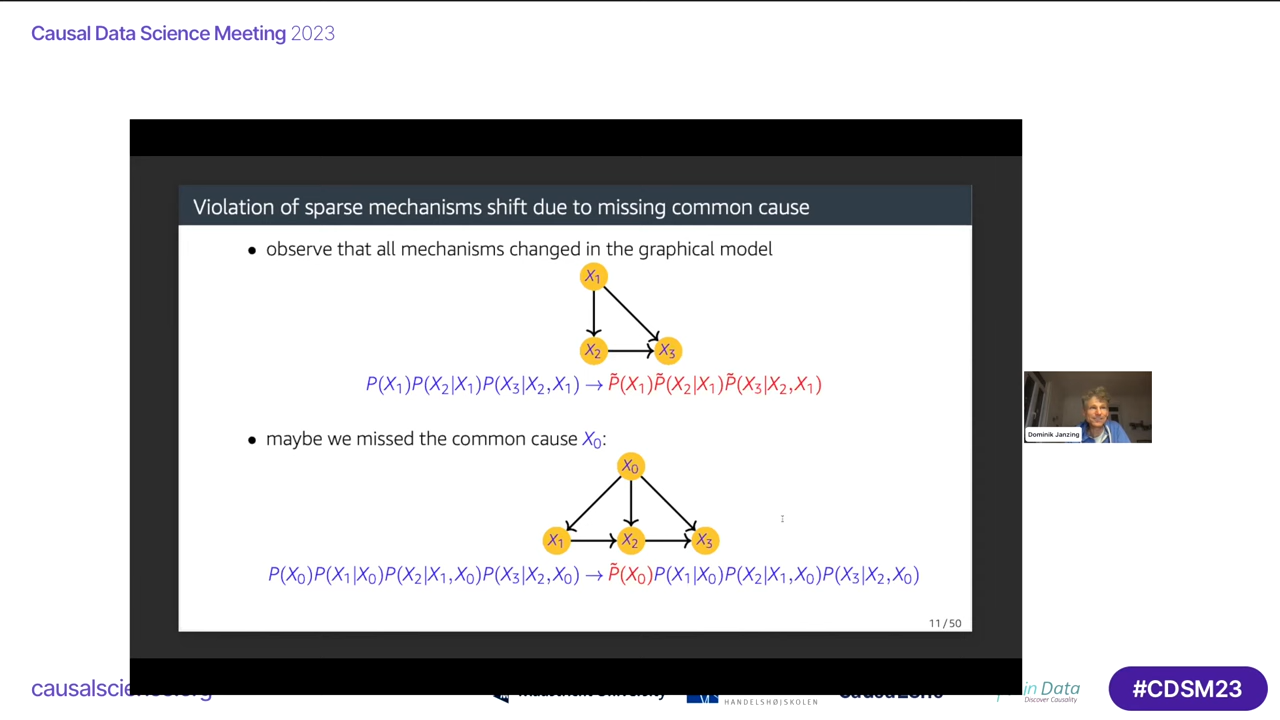 Causal Data Science Meeting 2023
Violation of sparse mechanisms shift due to missing common cause
• observe that all mechanisms changed in the graphical model
X₁
X₂ X₃
P(X₁)P(X₂|X₁)P(X₃|X₂,X₁) → P̃(X₁)P̃(X₂|X₁)P̃(X₃|X₂,X₁)
Dominik Janzing
• maybe we missed the common cause X₀:
X₀
X₁ X₂ X₃
P(X₀)P(X₁|X₀)P(X₂|X₁,X₀)P(X₃|X₂,X₀) → P̃(X₀)P(X₁|X₀)P(X₂|X₁,X₀)P(X₃|X₂,X₀)
11/50
HANDELSHØJSKOLEN
in Data
Discover Causality
#CDSM23